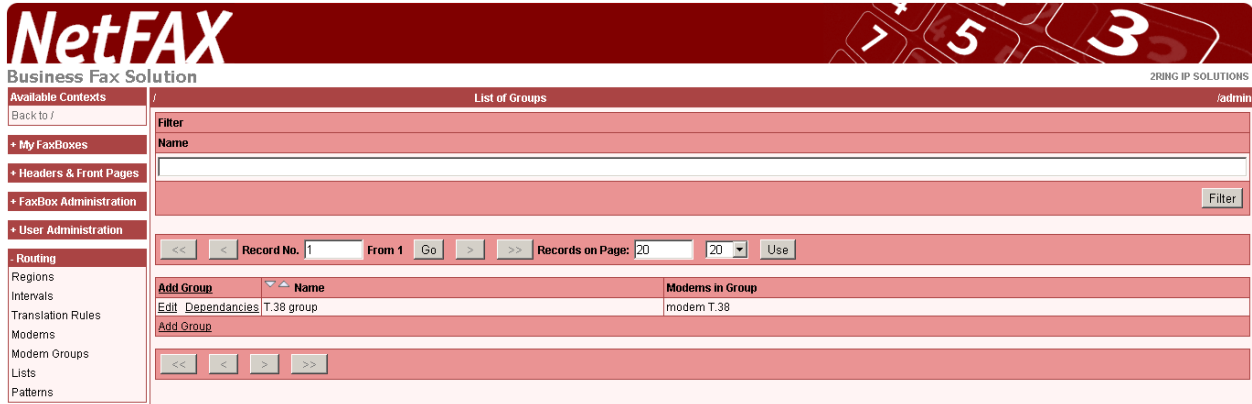 NetFAX
7 5 3
Business Fax Solution
2RING IP SOLUTIONS
Available Contexts
Back to /
+ My FaxBoxes
+ Headers & Front Pages
+ FaxBox Administration
+ User Administration
- Routing
Regions
Intervals
Translation Rules
Modems
Modem Groups
Lists
Patterns
/ List of Groups /admin
Filter
Name
Filter
<< < Record No. 1 From 1 Go > >> Records on Page: 20 20 Use
Add Group Name Modems in Group
Edit Dependancies T.38 group modem T.38
Add Group
<< < > >>